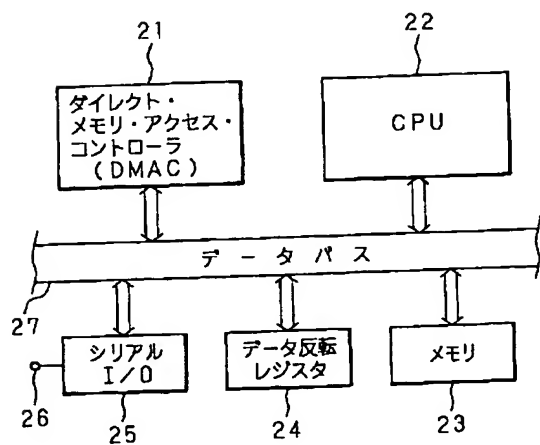 21
22
ダイレクト・
メモリ・アクセス・
コントローラ
(DMAC)
CPU
データバス
27
シリアル
I/O
データ反転
レジスタ
メモリ
26
25
24
23